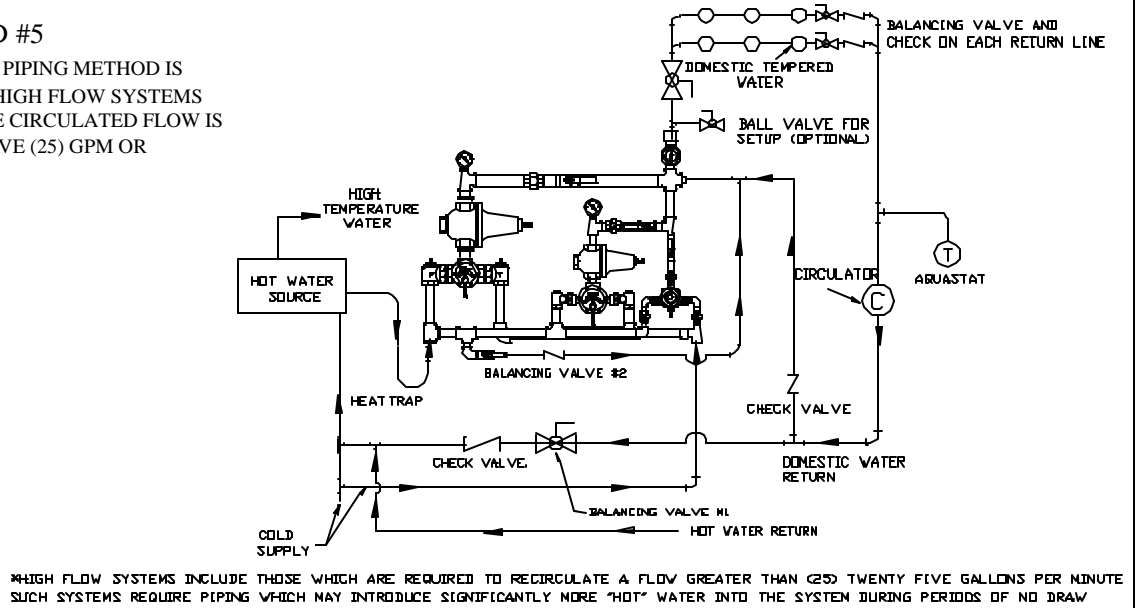 D #5
PIPING METHOD IS
HIGH FLOW SYSTEMS
E CIRCULATED FLOW IS
VE (25) GPM OR
BALANCING VALVE AND
CHECK ON EACH RETURN LINE
DOMESTIC TEMPERED
WATER
BALL VALVE FOR
SETUP (OPTIONAL)
HIGH
TEMPERATURE
WATER
HOT WATER
SOURCE
CIRCULATOR
T
AQUASTAT
C
BALANCING VALVE #2
HEAT TRAP
CHECK VALVE
CHECK VALVE
DOMESTIC WATER
RETURN
BALANCING VALVE #1
HOT WATER RETURN
COLD
SUPPLY
*HIGH FLOW SYSTEMS INCLUDE THOSE WHICH ARE REQUIRED TO RECIRCULATE A FLOW GREATER THAN (25) TWENTY FIVE GALLONS PER MINUTE
SUCH SYSTEMS REQUIRE PIPING WHICH MAY INTRODUCE SIGNIFICANTLY MORE "HOT" WATER INTO THE SYSTEM DURING PERIODS OF NO DRAW